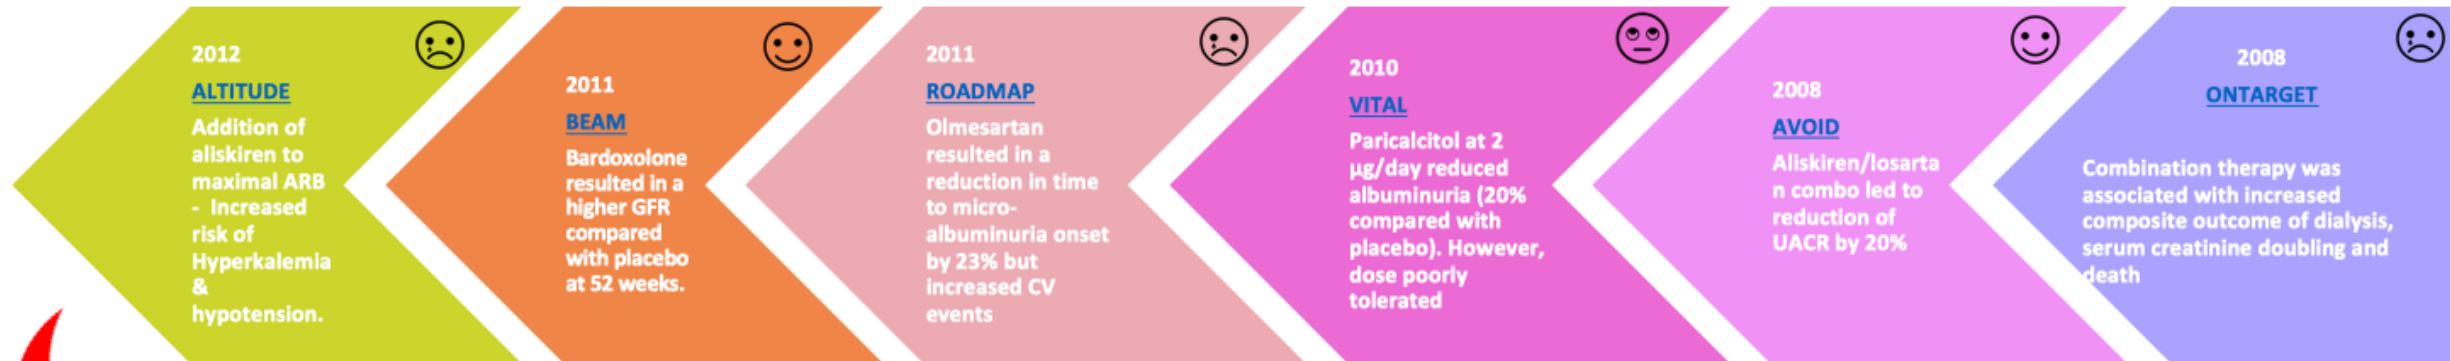 2012
ALTITUDE
Addition of
aliskiren to
maximal ARB
- Increased
risk of
Hyperkalemia
&
hypotension.
2011
BEAM
Bardoxolone
resulted in a
higher GFR
compared
with placebo
at 52 weeks.
2011
ROADMAP
Olmesartan
resulted in a
reduction in time
to micro-
albuminuria onset
by 23% but
increased CV
events
2010
VITAL
Paricalcitol at 2
μg/day reduced
albuminuria (20%
compared with
placebo). However,
dose poorly
tolerated
2008
AVOID
Aliskiren/losarta
n combo led to
reduction of
UACR by 20%
2008
ONTARGET
Combination therapy was
associated with increased
composite outcome of dialysis,
serum creatinine doubling and
death